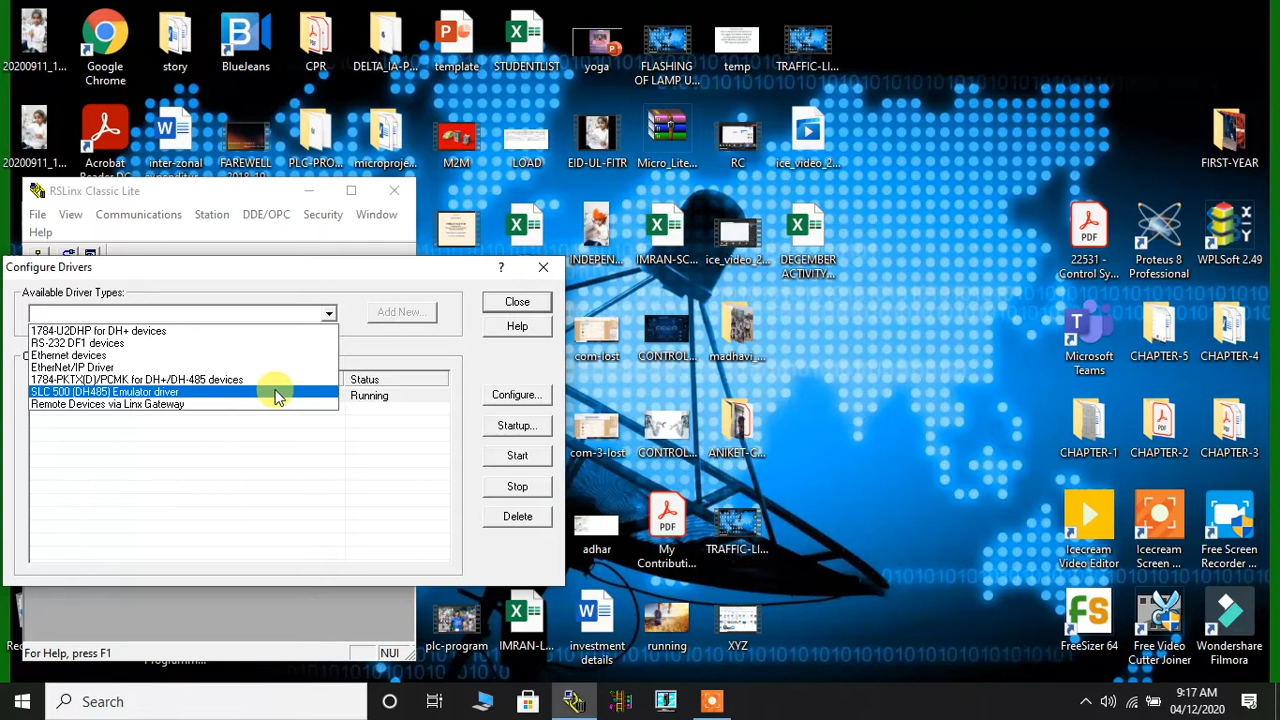 20200911_1...
Google
Chrome
story
BlueJeans
CPR
DELTA_IA-P...
template
STUDENTLIST
yoga
FLASHING
OF LAMP U...
temp
TRAFFIC-LI...
20200911_1...
Acrobat
Reader DC
inter-zonal
FAREWELL
PLC-PRO...
microproje...
M2M
LOAD
EID-UL-FITR
Micro_Lite...
RC
ice_video_2...
FIRST-YEAR
RSLinx Classic Lite
File View Communications Station DDE/OPC Security Window
Help
INDEPEN...
IMRAN-SC...
ice_video_2...
DECEMBER
ACTIVITY...
22531 -
Control Sy...
Proteus 8
Professional
WPLSoft 2.49
Configure Drivers
?
Available Driver Types:
Close
Add New...
Help
1784-U2DHP for DH+ devices
RS-232 DF1 devices
Ethernet devices
EtherNet/IP Driver
1784-PKTX(D)/PCMK for DH+/DH-485 devices
SLC 500 (DH485) Emulator driver
Remote Devices via Linx Gateway
Status
Running
Configure...
Startup...
Start
Stop
Delete
com-lost
CONTROL...
madhavi_...
Microsoft
Teams
CHAPTER-5
CHAPTER-4
com-3-lost
CONTROL...
ANIKET-C...
CHAPTER-1
CHAPTER-2
CHAPTER-3
PDF
adhar
My
Contributi...
TRAFFIC-LI...
Icecream
Video Editor
Icecream
Screen ...
Free Screen
Recorder ...
plc-program
IMRAN-L...
investment
details
running
XYZ
FS
FreeSizer 64
Free Video
Cutter Joiner
Wondershare
Filmora
For Help, press F1
NUI
Search
9:17 AM
04/12/2020